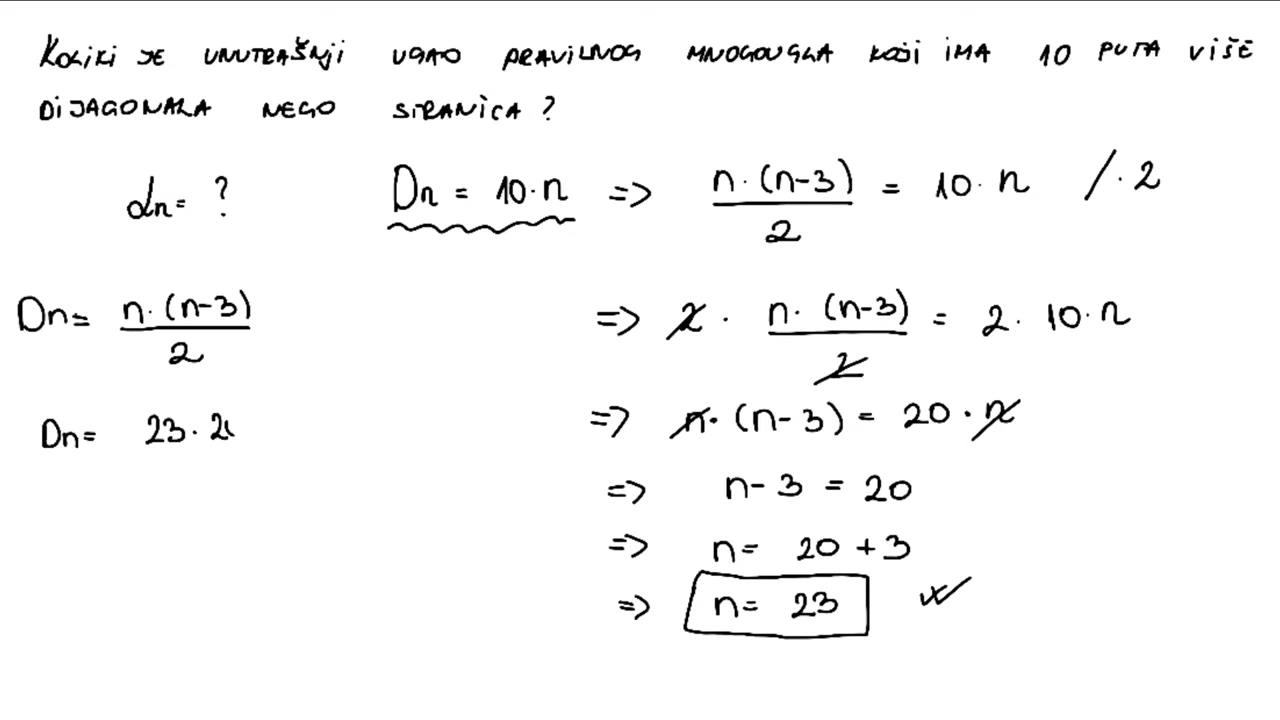 KOLIKI JE UNUTRAŠNJI UGAO PRAVILNOG MNOGOUGLA KOJI IMA 10 PUTA VIŠE
DIJAGONALA NEGO STRANICA?
αn = ?
Dn = 10·n => n·(n-3)/2 = 10·n /·2
Dn = n·(n-3)/2
=> 2 · n·(n-3)/2 = 2·10·n
=> n·(n-3) = 20·n
Dn = 23·20
=> n-3 = 20
=> n = 20+3
=> n = 23